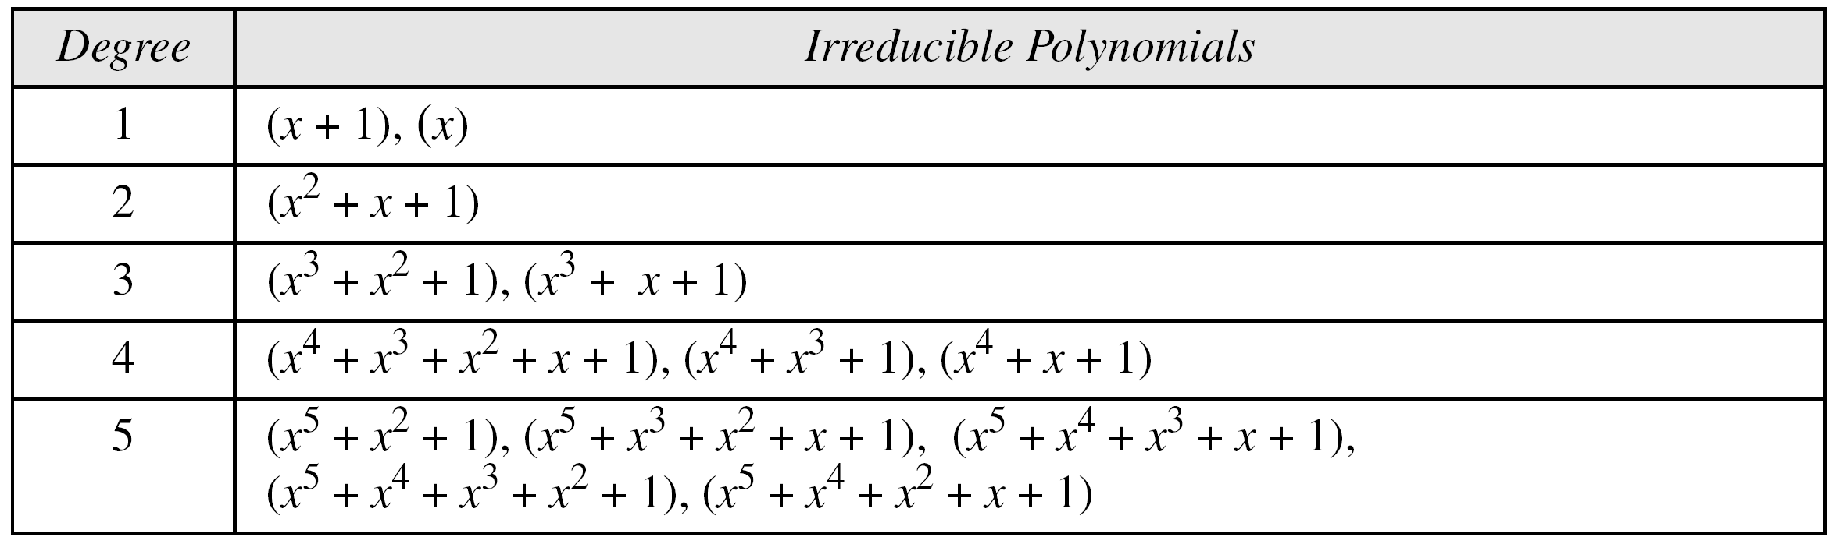 Degree Irreducible Polynomials
1 (x + 1), (x)
2 (x² + x + 1)
3 (x³ + x² + 1), (x³ + x + 1)
4 (x⁴ + x³ + x² + x + 1), (x⁴ + x³ + 1), (x⁴ + x + 1)
5 (x⁵ + x² + 1), (x⁵ + x³ + x² + x + 1), (x⁵ + x⁴ + x³ + x + 1),
(x⁵ + x⁴ + x³ + x² + 1), (x⁵ + x⁴ + x² + x + 1)